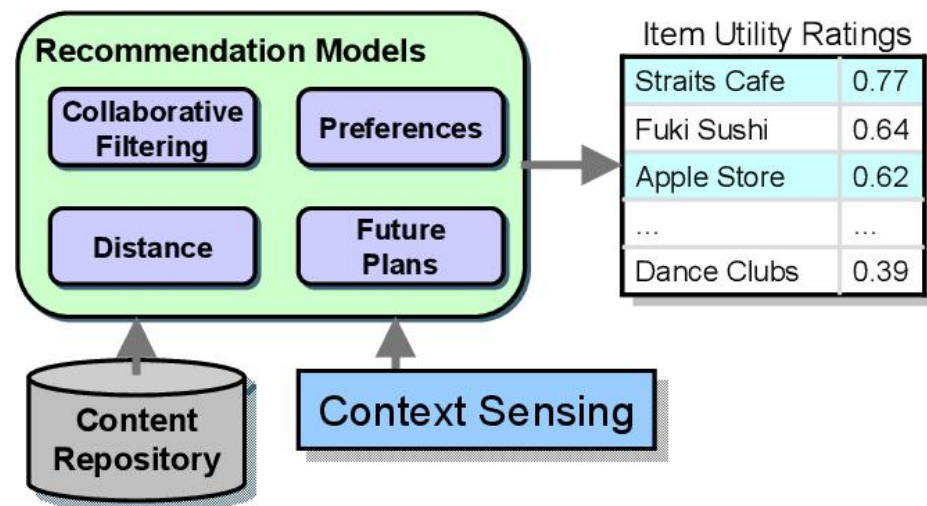 Recommendation Models
Collaborative
Filtering
Preferences
Distance
Future
Plans
Content
Repository
Context Sensing
Item Utility Ratings
Straits Cafe 0.77
Fuki Sushi 0.64
Apple Store 0.62
... ...
Dance Clubs 0.39